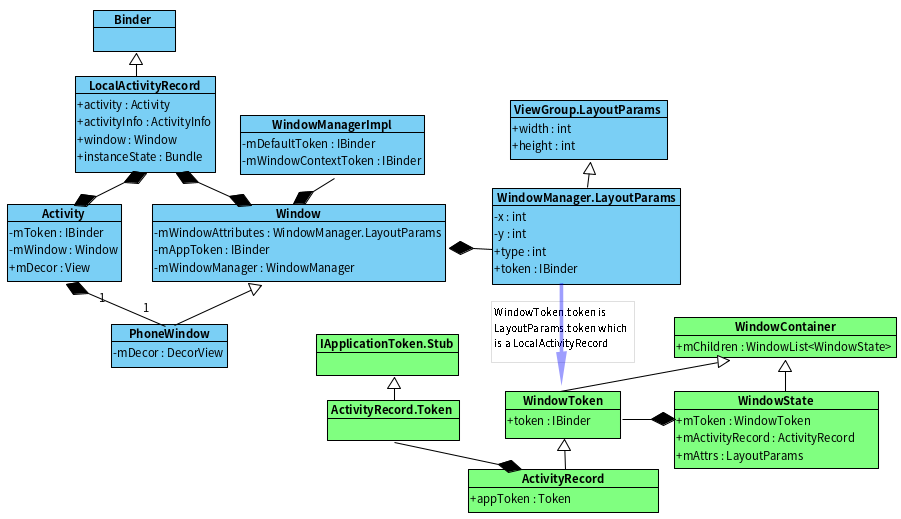 Binder
LocalActivityRecord
+activity : Activity
+activityInfo : ActivityInfo
+window : Window
+instanceState : Bundle
WindowManagerImpl
-mDefaultToken : IBinder
-mWindowContextToken : IBinder
ViewGroup.LayoutParams
+width : int
+height : int
WindowManager.LayoutParams
-x : int
-y : int
+type : int
+token : IBinder
Activity
-mToken : IBinder
-mWindow : Window
+mDecor : View
Window
-mWindowAttributes : WindowManager.LayoutParams
-mAppToken : IBinder
-mWindowManager : WindowManager
1
1
PhoneWindow
-mDecor : DecorView
WindowToken.token is
LayoutParams.token which
is a LocalActivityRecord
IApplicationToken.Stub
WindowContainer
+mChildren : WindowList<WindowState>
ActivityRecord.Token
WindowToken
+token : IBinder
WindowState
+mToken : WindowToken
+mActivityRecord : ActivityRecord
+mAttrs : LayoutParams
ActivityRecord
+appToken : Token